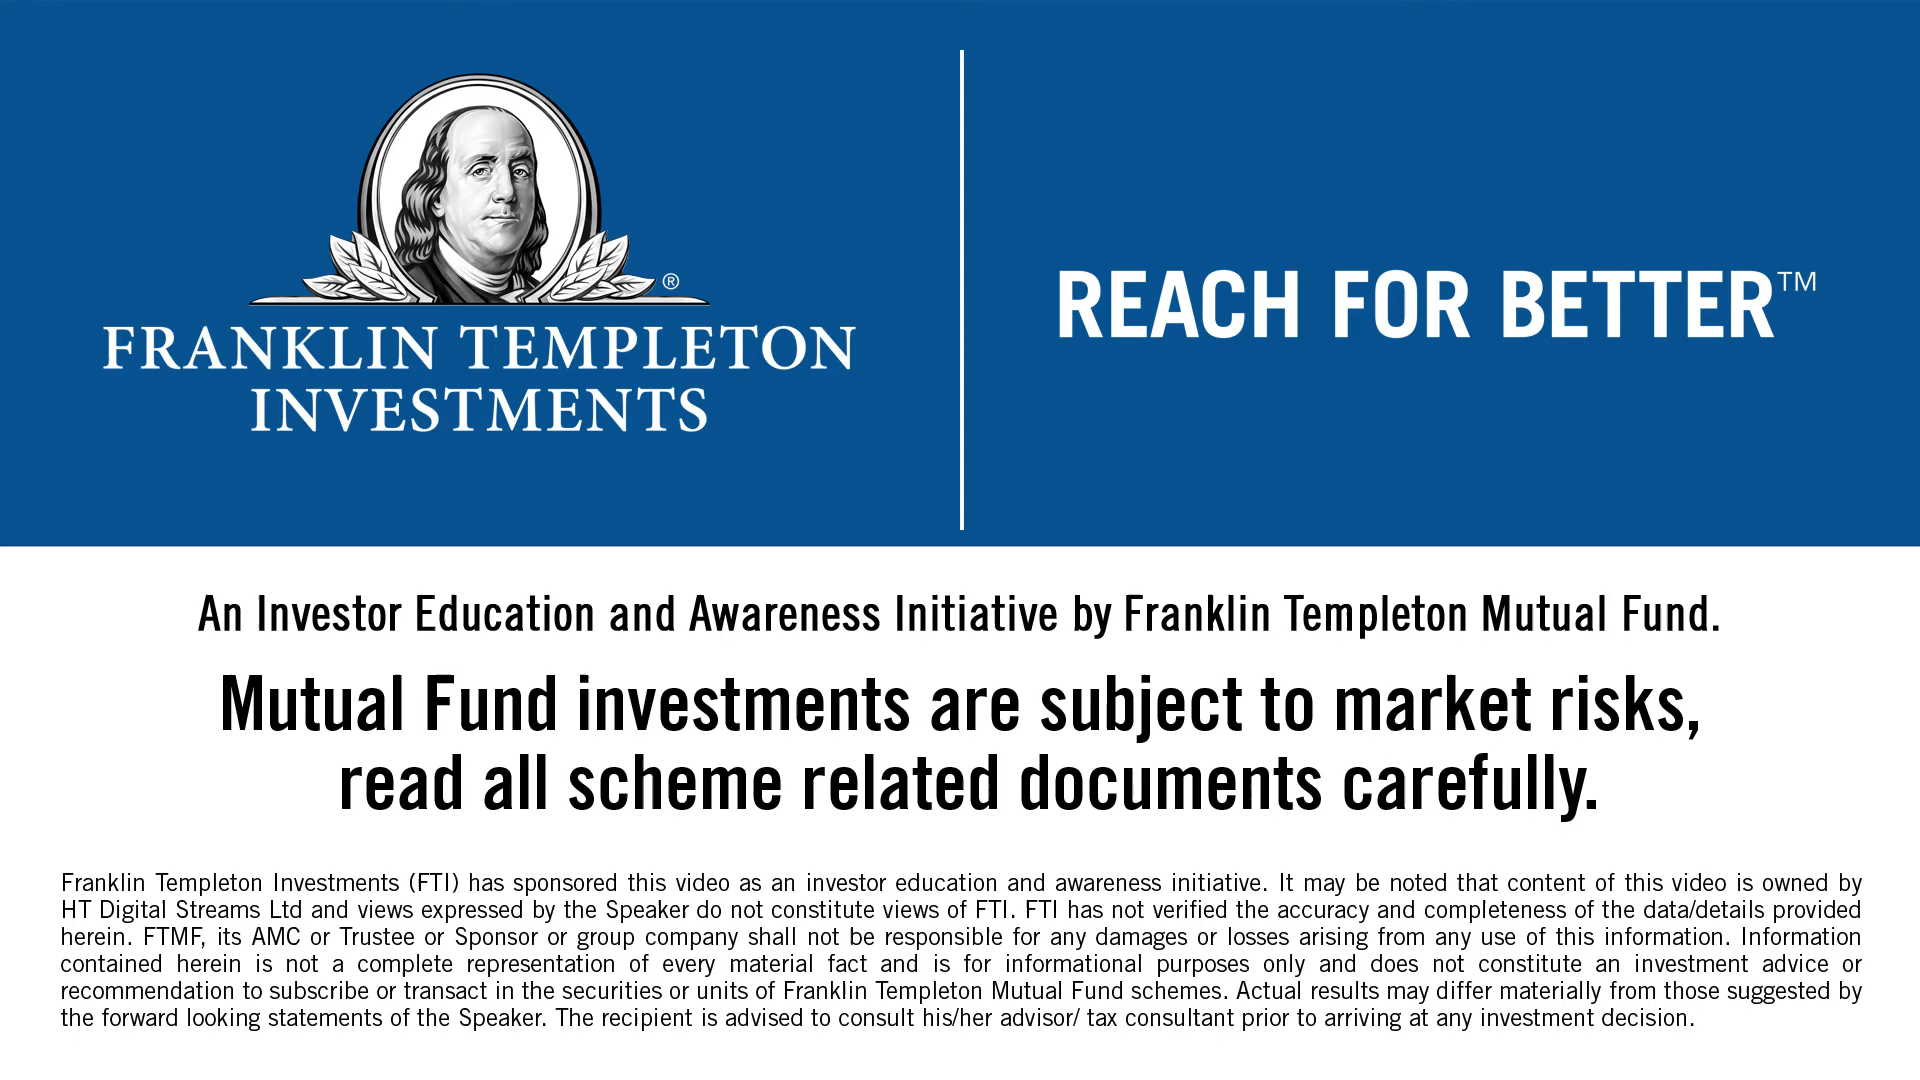 ®
FRANKLIN TEMPLETON
INVESTMENTS
REACH FOR BETTER™
An Investor Education and Awareness Initiative by Franklin Templeton Mutual Fund.
Mutual Fund investments are subject to market risks,
read all scheme related documents carefully.
Franklin Templeton Investments (FTI) has sponsored this video as an investor education and awareness initiative. It may be noted that content of this video is owned by
HT Digital Streams Ltd and views expressed by the Speaker do not constitute views of FTI. FTI has not verified the accuracy and completeness of the data/details provided
herein. FTMF, its AMC or Trustee or Sponsor or group company shall not be responsible for any damages or losses arising from any use of this information. Information
contained herein is not a complete representation of every material fact and is for informational purposes only and does not constitute an investment advice or
recommendation to subscribe or transact in the securities or units of Franklin Templeton Mutual Fund schemes. Actual results may differ materially from those suggested by
the forward looking statements of the Speaker. The recipient is advised to consult his/her advisor/ tax consultant prior to arriving at any investment decision.